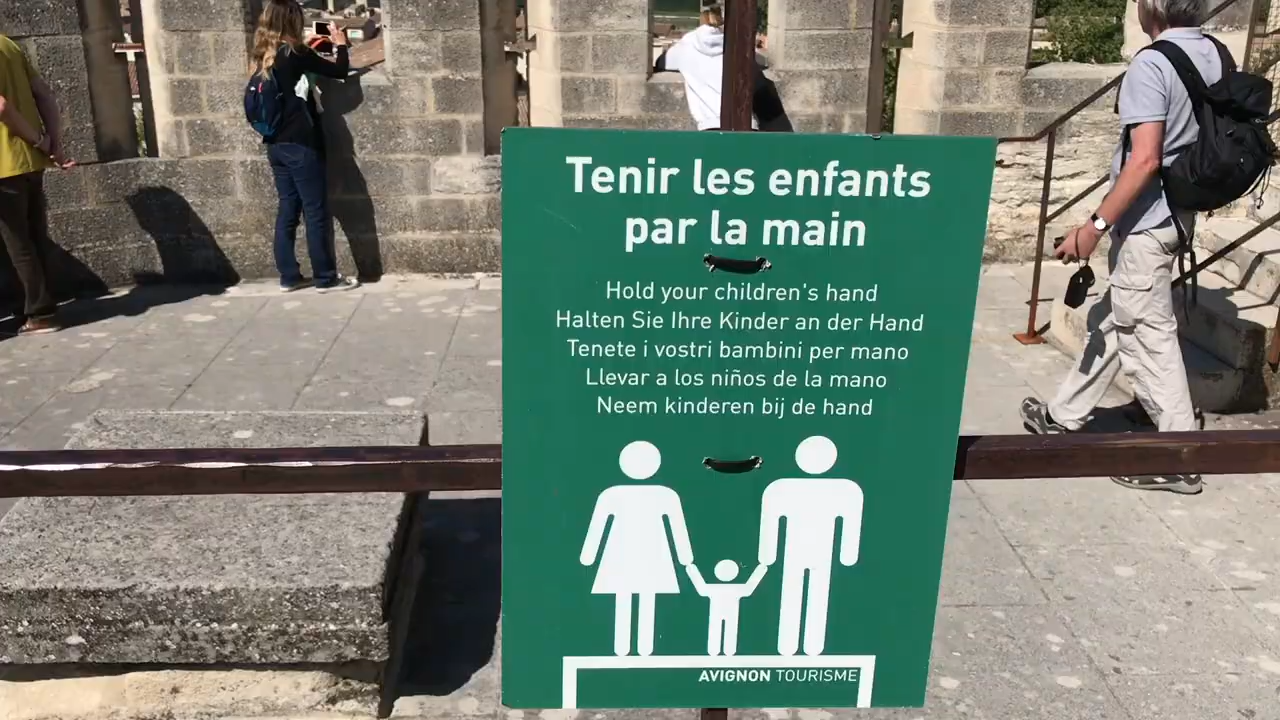 Tenir les enfants
par la main
Hold your children's hand
Halten Sie Ihre Kinder an der Hand
Tenete i vostri bambini per mano
Llevar a los niños de la mano
Neem kinderen bij de hand
AVIGNON TOURISME